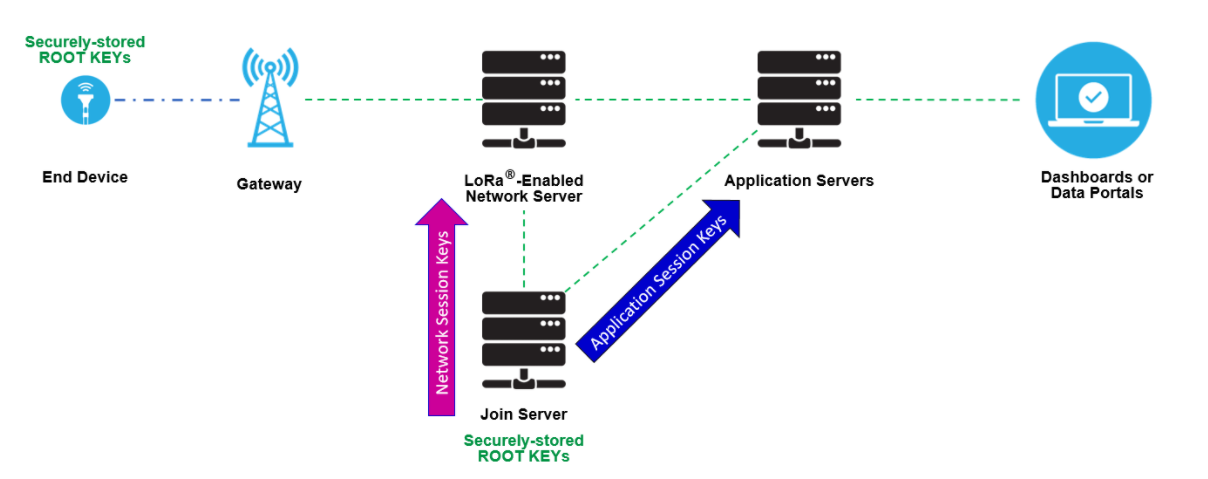 Securely-stored
ROOT KEYs
End Device
Gateway
LoRa®-Enabled
Network Server
Application Servers
Dashboards or
Data Portals
Network Session Keys
Application Session Keys
Join Server
Securely-stored
ROOT KEYs